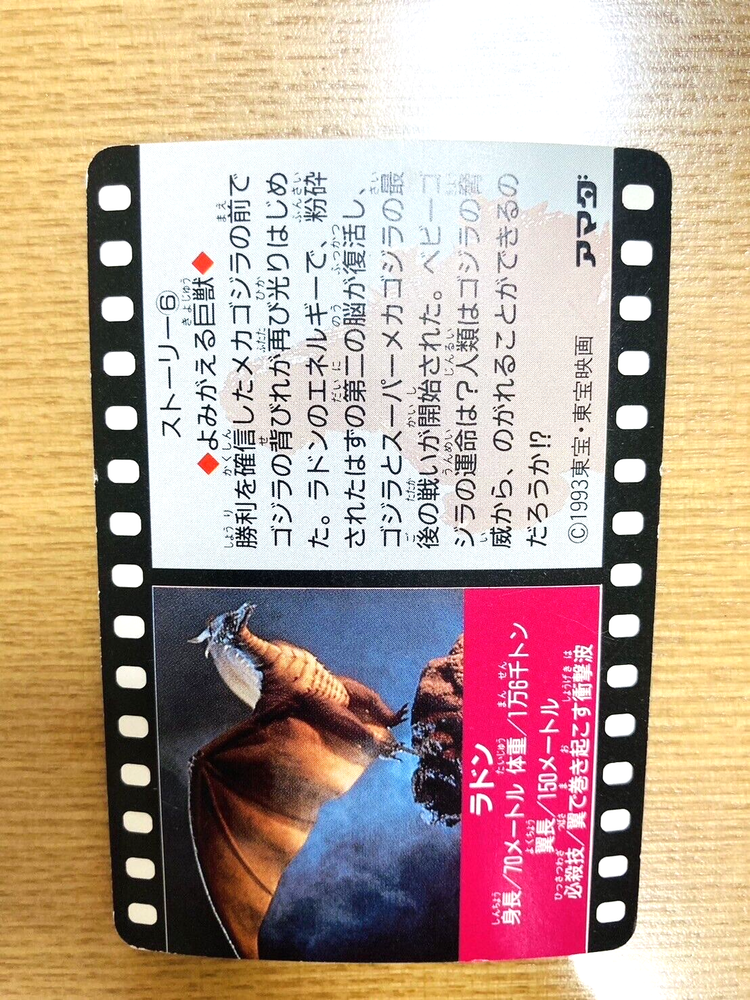 ストーリー⑥
◆よみがえる巨獣◆
勝利を確信したメカゴジラの前で
ゴジラの背びれが再び光りはじめ
た。ラドンのエネルギーで、粉砕
されたはずの第二の脳が復活し、
ゴジラとスーパーメカゴジラの最
後の戦いが開始された。ベビーゴ
ジラの運命は?人類はゴジラの脅
威から、のがれることができるの
だろうか!?
©1993東宝・東宝映画
アマダ
ラドン
身長/70メートル 体重/1万6千トン
翼長/150メートル
必殺技/翼で巻き起こす衝撃波